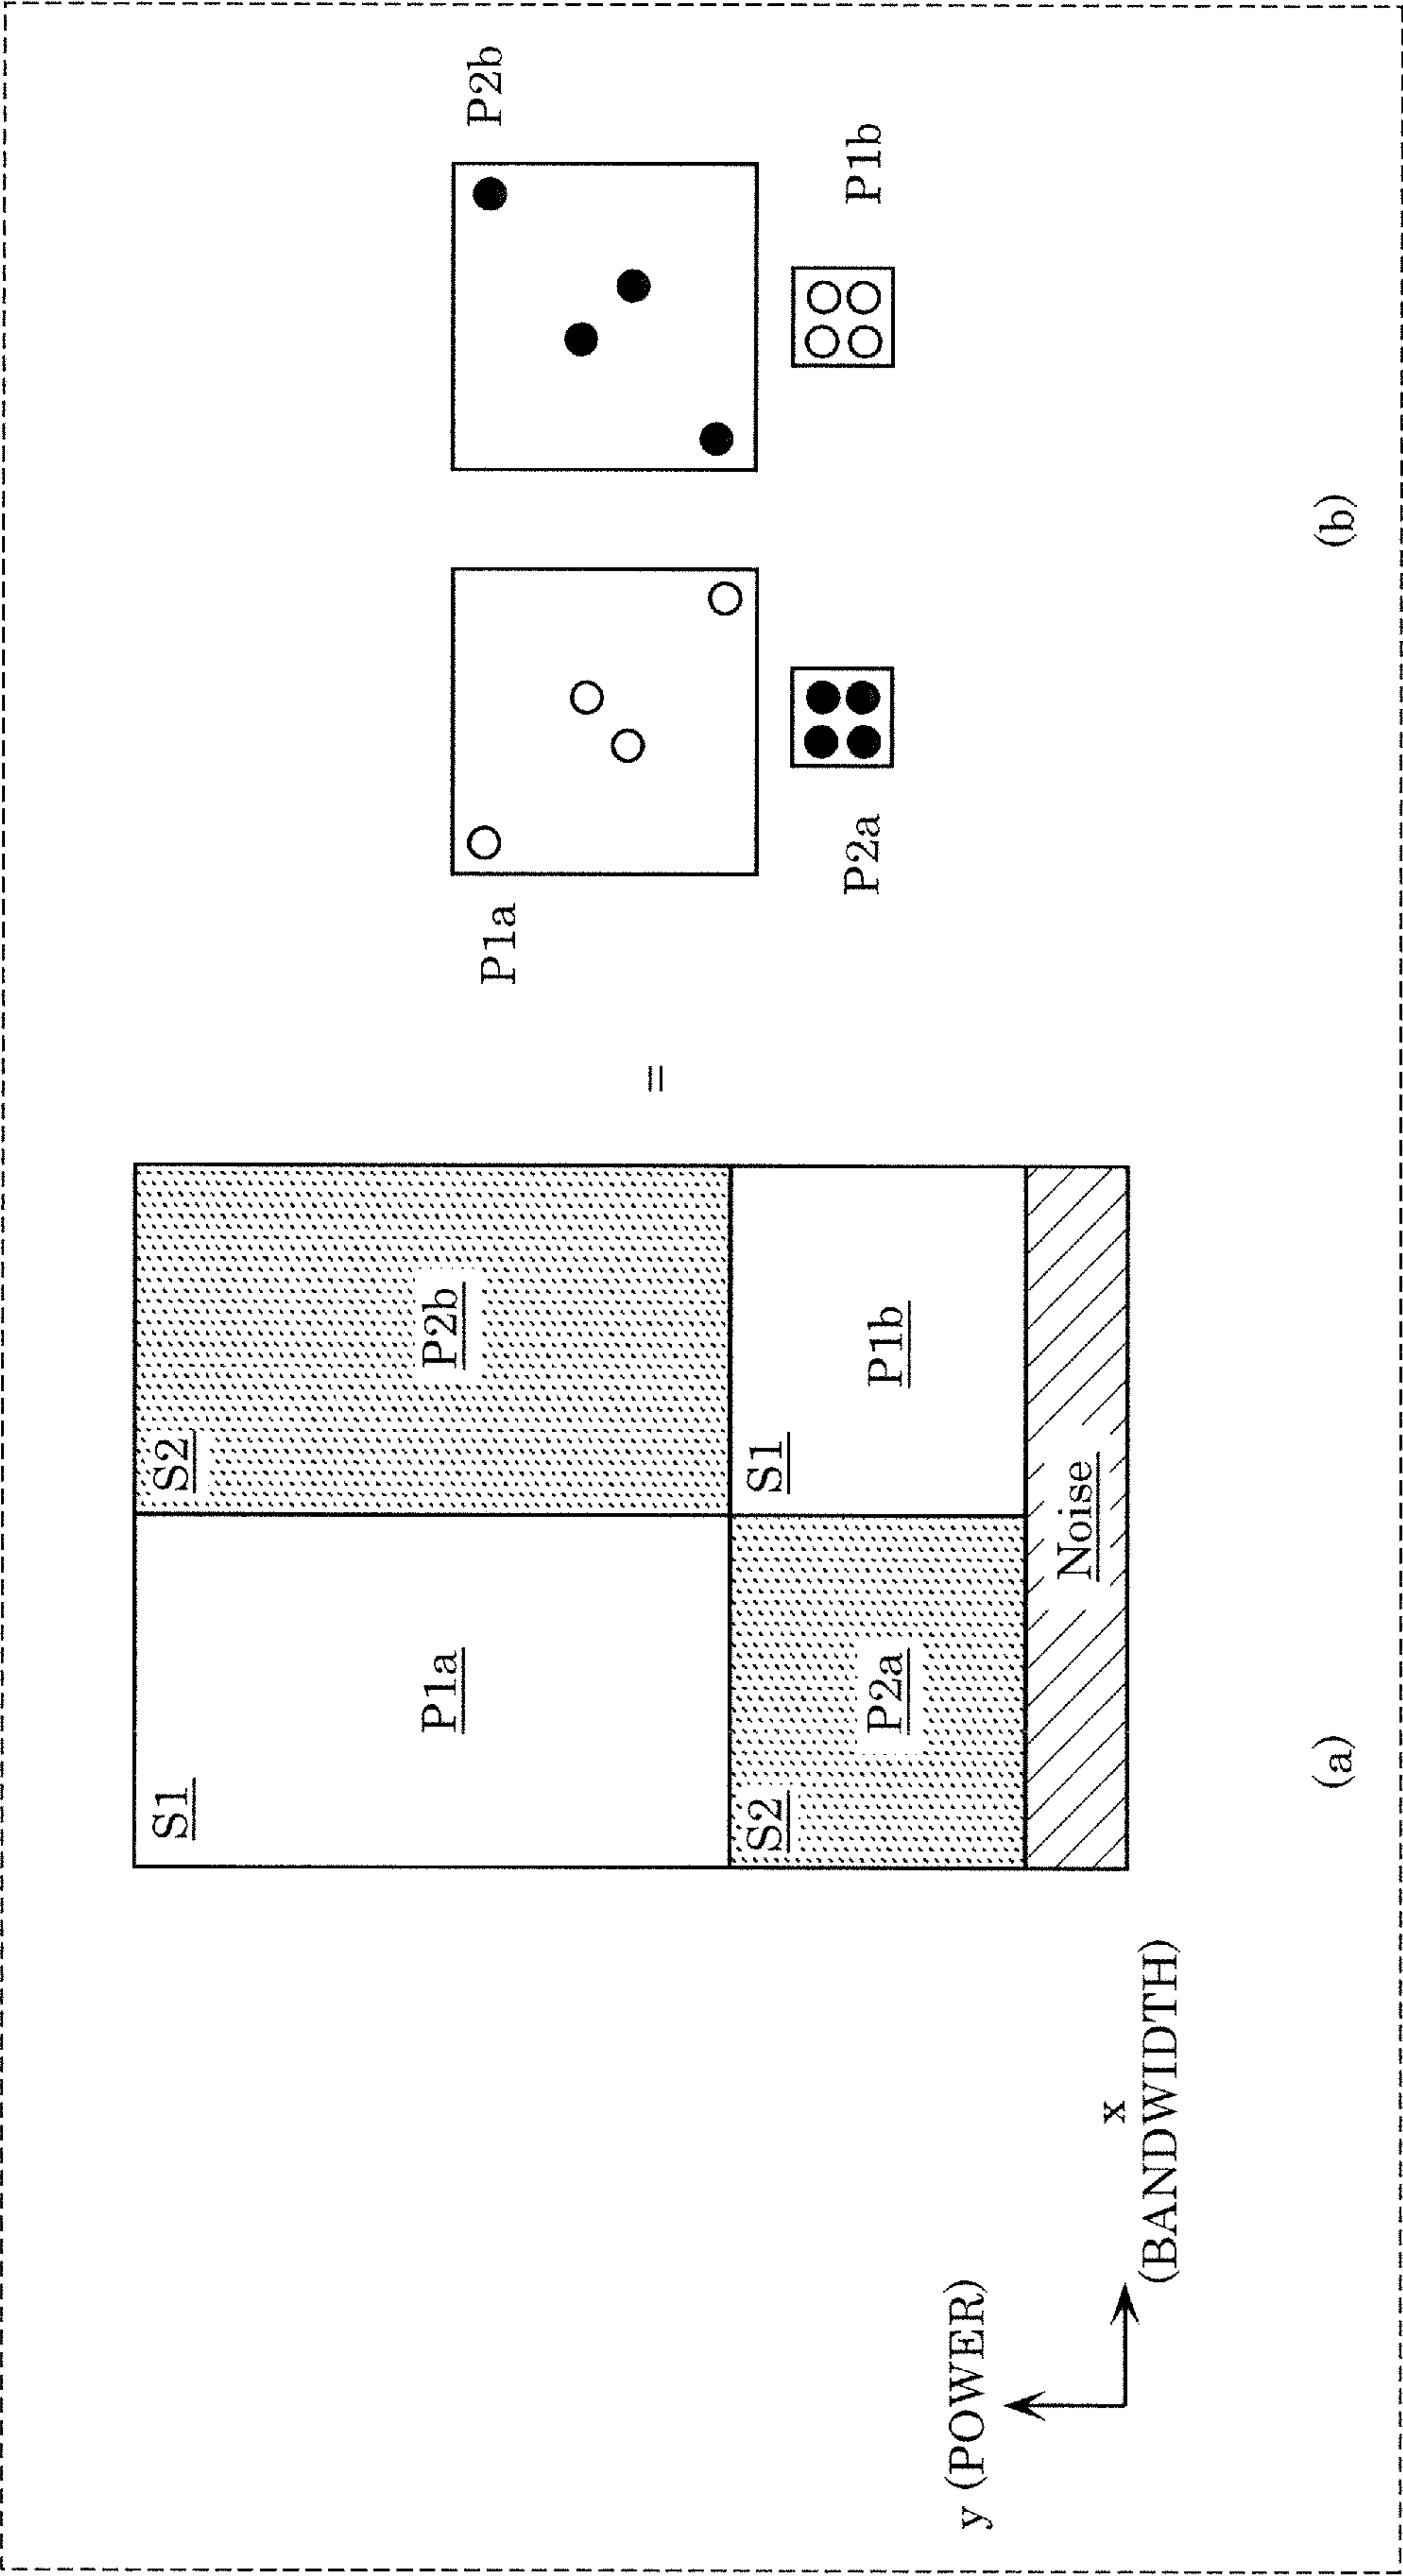 S1
S2
P1a
P2b
S2
S1
P2a
P1b
Noise
y (POWER)
x
(BANDWIDTH)
(a)
=
P1a
P2b
P2a
P1b
(b)